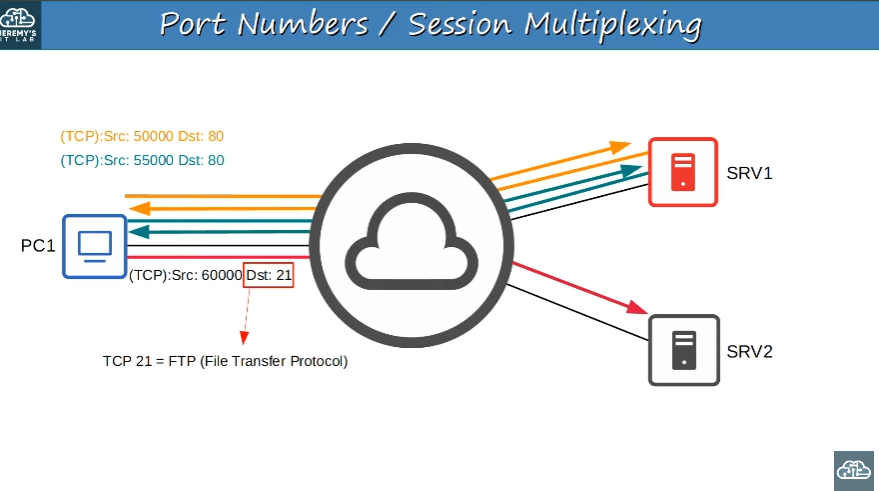 JEREMY'S
IT LAB
Port Numbers / Session Multiplexing
(TCP):Src: 50000 Dst: 80
(TCP):Src: 55000 Dst: 80
SRV1
PC1
(TCP):Src: 60000 Dst: 21
SRV2
TCP 21 = FTP (File Transfer Protocol)